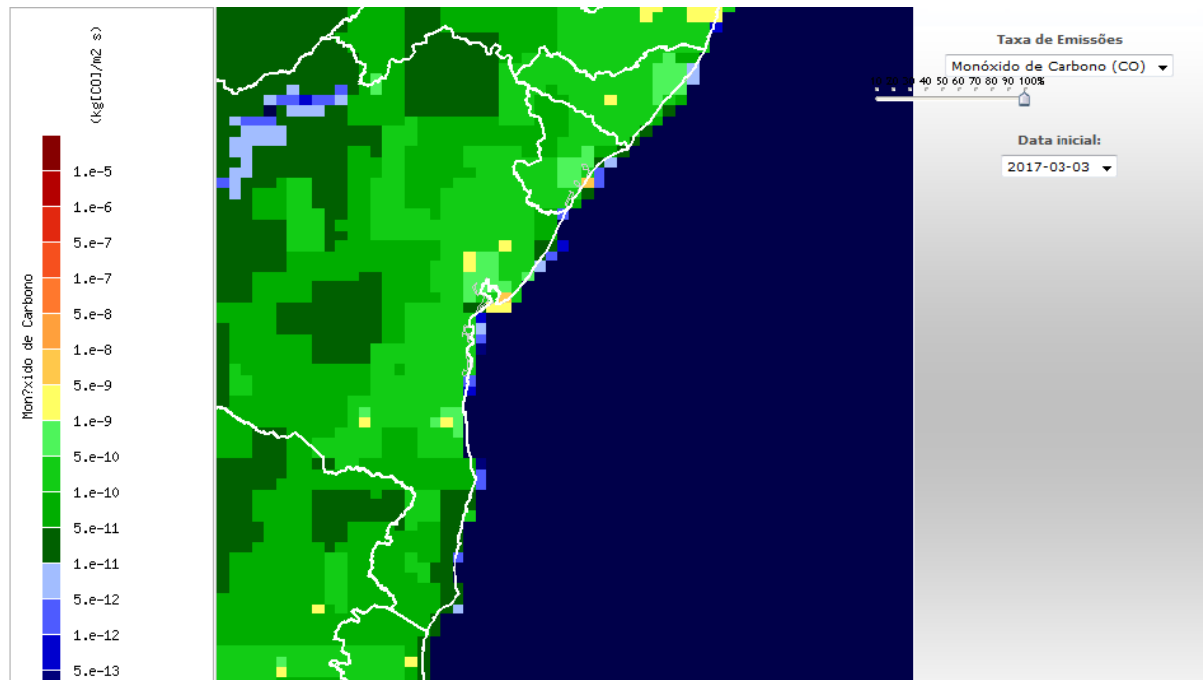 (kg[CO]/m2 s)
Mon?xido de Carbono
1.e-5
1.e-6
5.e-7
1.e-7
5.e-8
1.e-8
5.e-9
1.e-9
5.e-10
1.e-10
5.e-11
1.e-11
5.e-12
1.e-12
5.e-13
Taxa de Emissões
Monóxido de Carbono (CO)
40 50 60 70 80 90 100%
Data inicial:
2017-03-03